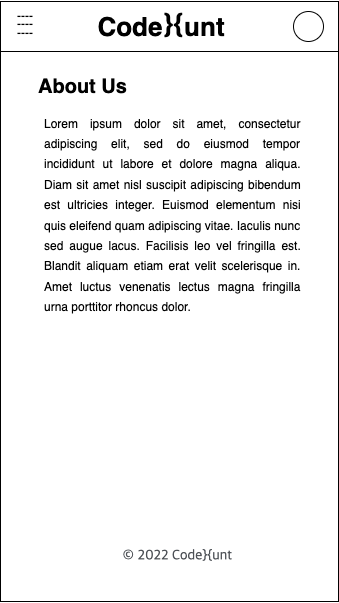 Code}{unt
About Us
Lorem ipsum dolor sit amet, consectetur
adipiscing elit, sed do eiusmod tempor
incididunt ut labore et dolore magna aliqua.
Diam sit amet nisl suscipit adipiscing bibendum
est ultricies integer. Euismod elementum nisi
quis eleifend quam adipiscing vitae. Iaculis nunc
sed augue lacus. Facilisis leo vel fringilla est.
Blandit aliquam etiam erat velit scelerisque in.
Amet luctus venenatis lectus magna fringilla
urna porttitor rhoncus dolor.
© 2022 Code}{unt